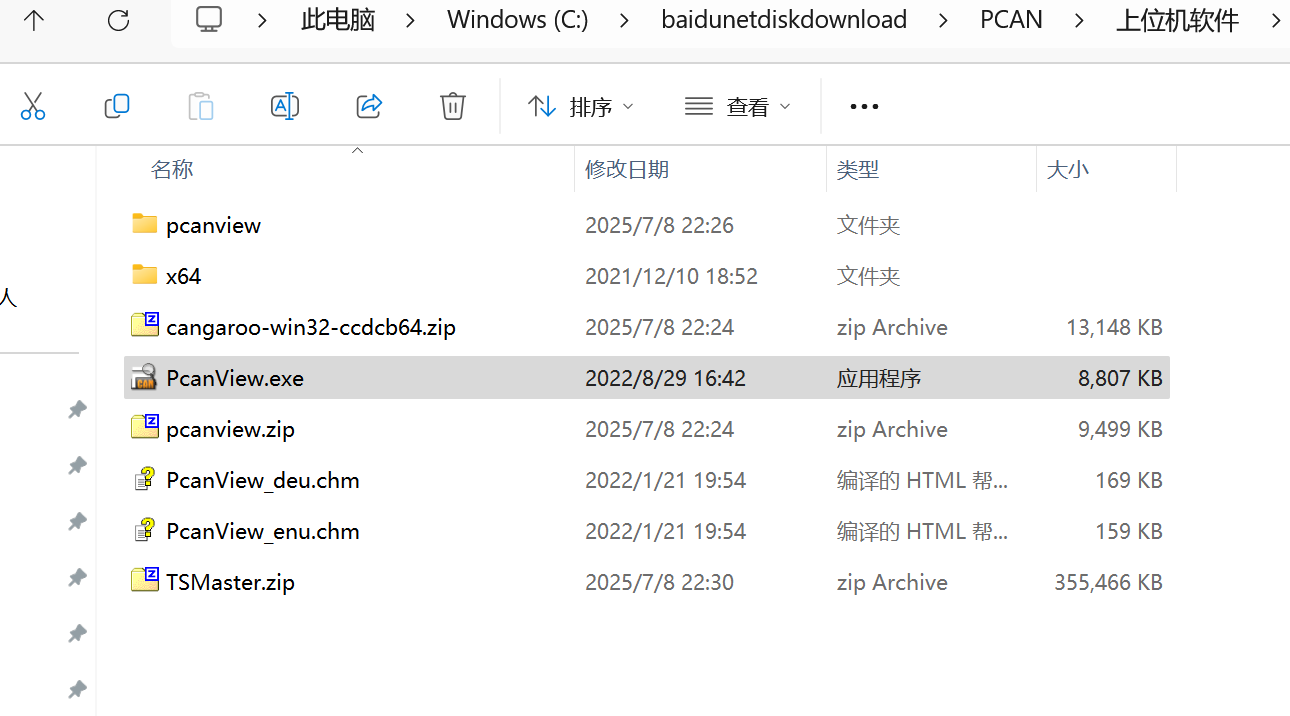 此电脑 > Windows (C:) > baidunetdiskdownload > PCAN > 上位机软件 >
排序 查看 •••
名称 修改日期 类型 大小
pcanview 2025/7/8 22:26 文件夹
x64 2021/12/10 18:52 文件夹
人
cangaroo-win32-ccdcb64.zip 2025/7/8 22:24 zip Archive 13,148 KB
PcanView.exe 2022/8/29 16:42 应用程序 8,807 KB
pcanview.zip 2025/7/8 22:24 zip Archive 9,499 KB
PcanView_deu.chm 2022/1/21 19:54 编译的 HTML 帮... 169 KB
PcanView_enu.chm 2022/1/21 19:54 编译的 HTML 帮... 159 KB
TSMaster.zip 2025/7/8 22:30 zip Archive 355,466 KB